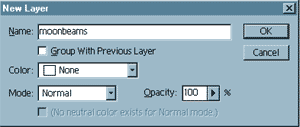 New Layer
Name: moonbeams OK
Group With Previous Layer Cancel
Color: None
Mode: Normal Opacity: 100 %
(No neutral color exists for Normal mode.)